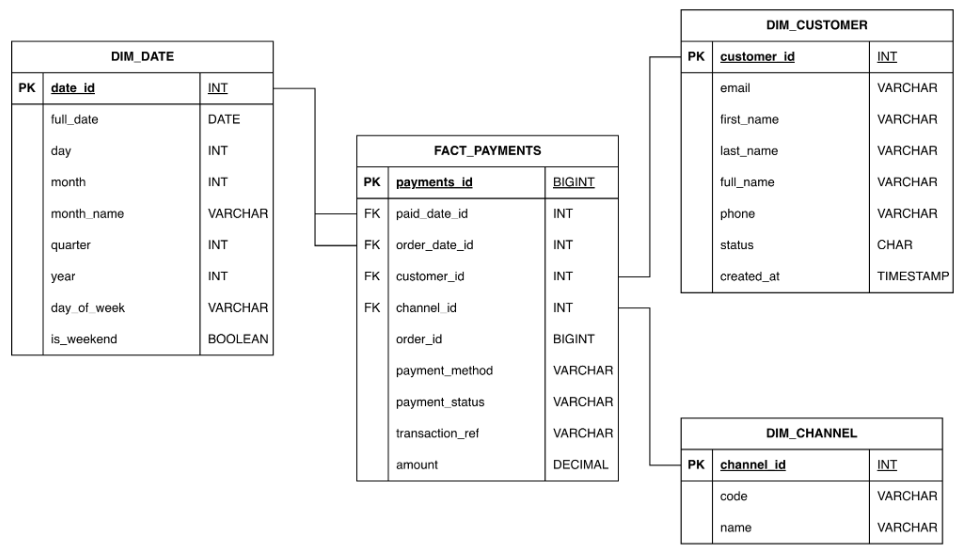 DIM_DATE
PK date_id INT
full_date DATE
day INT
month INT
month_name VARCHAR
quarter INT
year INT
day_of_week VARCHAR
is_weekend BOOLEAN
FACT_PAYMENTS
PK payments_id BIGINT
FK paid_date_id INT
FK order_date_id INT
FK customer_id INT
FK channel_id INT
order_id BIGINT
payment_method VARCHAR
payment_status VARCHAR
transaction_ref VARCHAR
amount DECIMAL
DIM_CUSTOMER
PK customer_id INT
email VARCHAR
first_name VARCHAR
last_name VARCHAR
full_name VARCHAR
phone VARCHAR
status CHAR
created_at TIMESTAMP
DIM_CHANNEL
PK channel_id INT
code VARCHAR
name VARCHAR